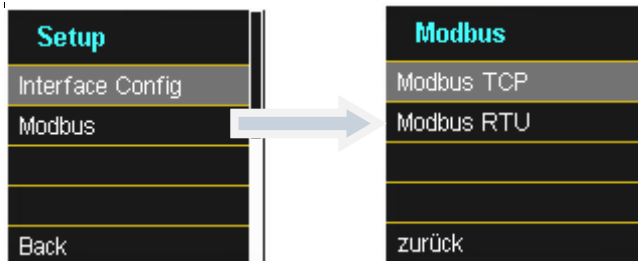 Setup
Interface Config
Modbus
Back
Modbus
Modbus TCP
Modbus RTU
zurück